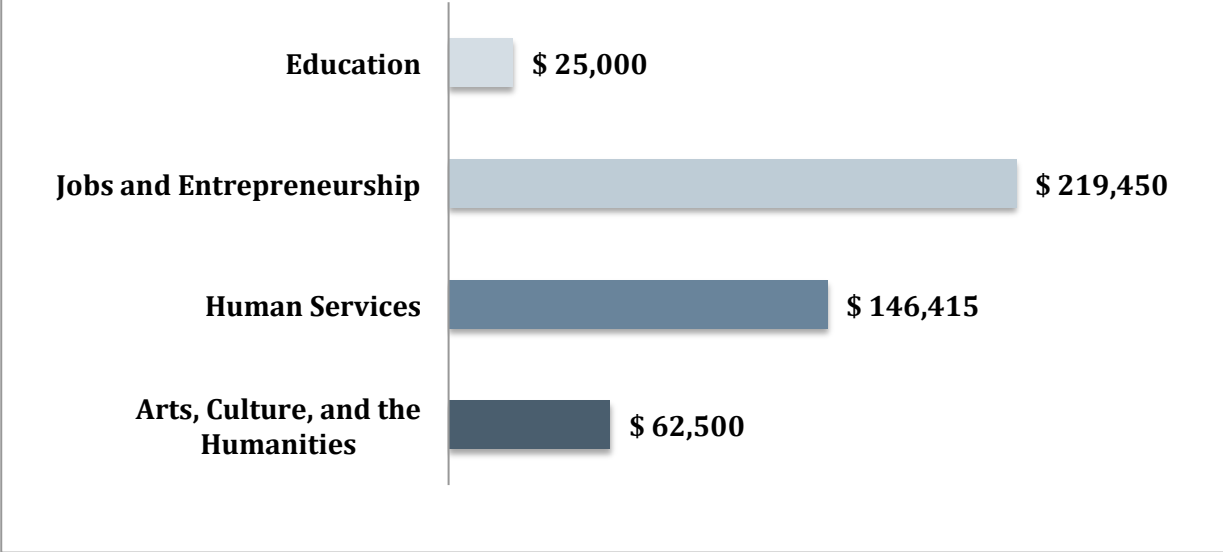 Education
$ 25,000
Jobs and Entrepreneurship
$ 219,450
Human Services
$ 146,415
Arts, Culture, and the
Humanities
$ 62,500